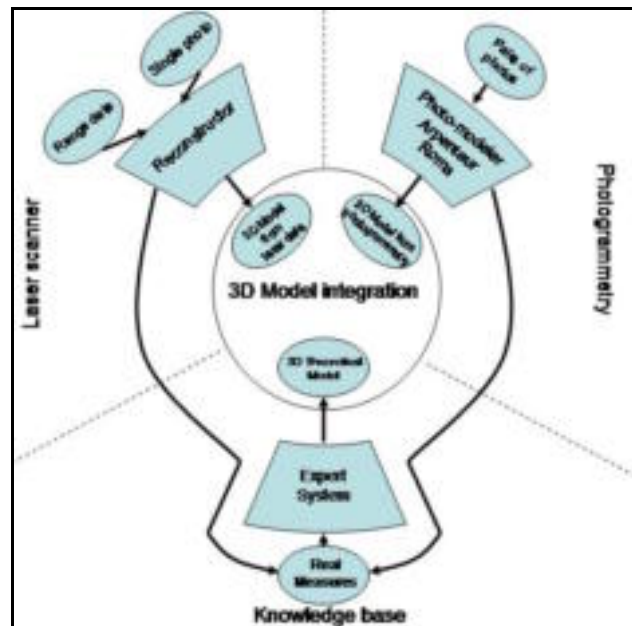 Single photo
Range data
Reconstructor
3D Model
from
laser data
Laser scanner
Pairs of
photos
Photo-modeler
Arpenteur
Roma
3D Model from
photogrammetry
Photogrammetry
3D Model integration
3D Theoretical
Model
Expert
System
Real
Measures
Knowledge base